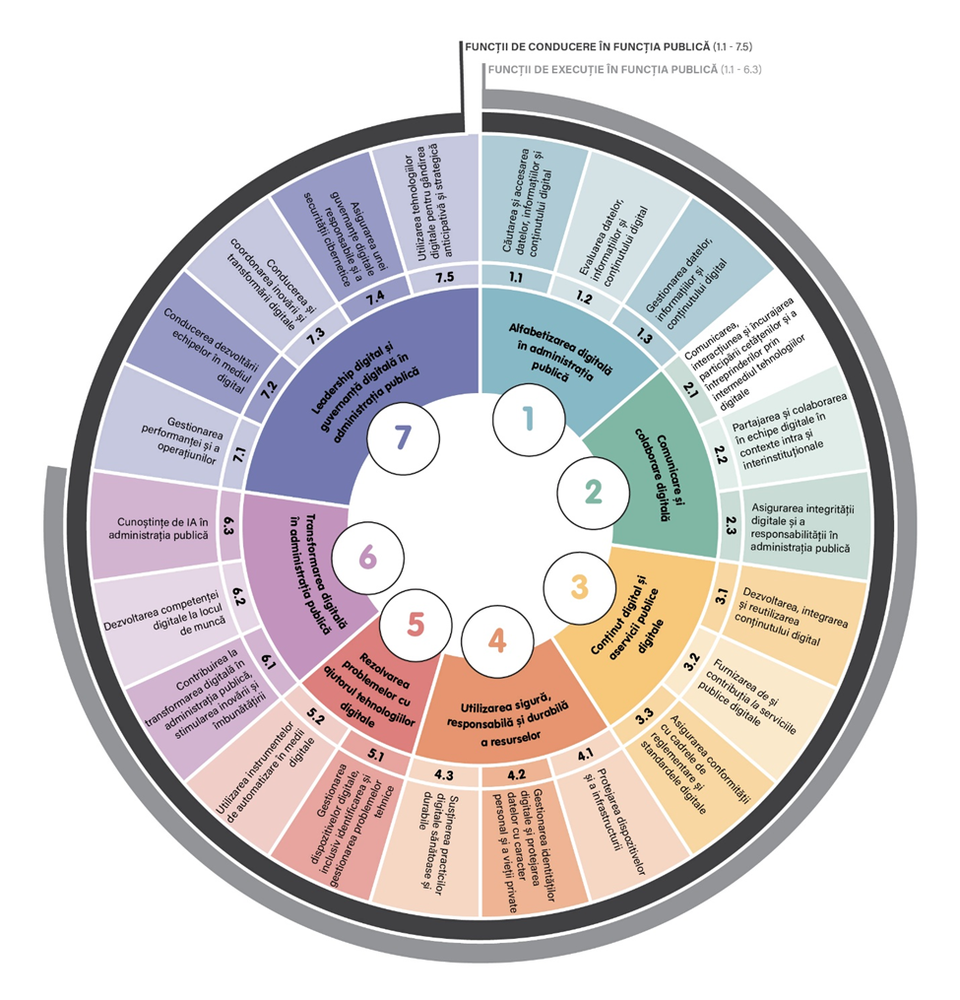 FUNCȚII DE CONDUCERE ÎN FUNCȚIA PUBLICĂ (1.1 - 7.5)
FUNCȚII DE EXECUȚIE ÎN FUNCȚIA PUBLICĂ (1.1 - 6.3)
1
Alfabetizarea digitală
în administrația
publică
1.1
Căutarea și accesarea
datelor, informațiilor și
conținutului digital
1.2
Evaluarea datelor,
informațiilor și
conținutului digital
1.3
Gestionarea datelor,
informațiilor și
conținutului digital
2
Comunicare și
colaborare digitală
2.1
Comunicarea,
interacțiunea și încurajarea
participării cetățenilor și a
întreprinderilor prin
intermediul tehnologiilor
digitale
2.2
Partajarea și colaborarea
în echipe digitale în
contexte intra și
interinstituționale
2.3
Asigurarea integrității
digitale și a
responsabilității în
administrația publică
3
Conținut digital și
aservicii publice
digitale
3.1
Dezvoltarea, integrarea
și reutilizarea
conținutului digital
3.2
Furnizarea de și
contribuția la serviciile
publice digitale
3.3
Asigurarea conformității
cu cadrele de
reglementare și
standardele digitale
4
Utilizarea sigură,
responsabilă și durabilă
a resurselor
4.1
Protejarea dispozitivelor
și a infrastructurii
4.2
Gestionarea identităților
digitale și protejarea
datelor cu caracter
personal și a vieții private
4.3
Susținerea practicilor
digitale sănătoase și
durabile
5
Rezolvarea
problemelor cu
ajutorul tehnologiilor
digitale
5.1
Gestionarea
dispozitivelor digitale,
inclusiv identificarea și
gestionarea problemelor
tehnice
5.2
Utilizarea instrumentelor
de automatizare în medii
digitale
6
Transformarea digitală
în administrația publică
6.1
Contribuirea la
transformarea digitală în
administrația publică,
stimularea inovării și
îmbunătățirii
6.2
Dezvoltarea competenței
digitale la locul
de muncă
6.3
Cunoștințe de IA în
administrația publică
7
Leadership digital și
guvernanță digitală în
administrația publică
7.1
Gestionarea
performanței și a
operațiunilor
7.2
Conducerea dezvoltării
echipelor în mediul
digital
7.3
Conducerea și
coordonarea inovării și
transformării digitale
7.4
Asigurarea unei
guvernanțe digitale
responsabile și a
securității cibernetice
7.5
Utilizarea tehnologiilor
digitale pentru gândirea
anticipativă și strategică